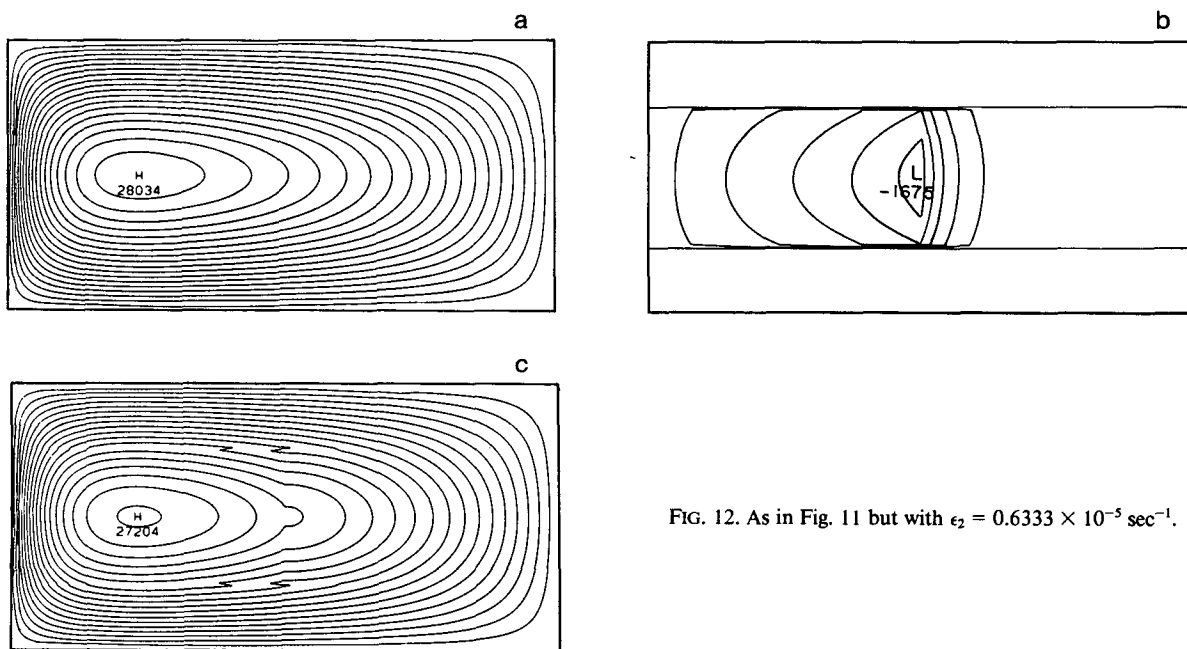 a
H
28034
b
L
-1675
c
H
27204
FIG. 12. As in Fig. 11 but with ϵ₂ = 0.6333 × 10⁻⁵ sec⁻¹.